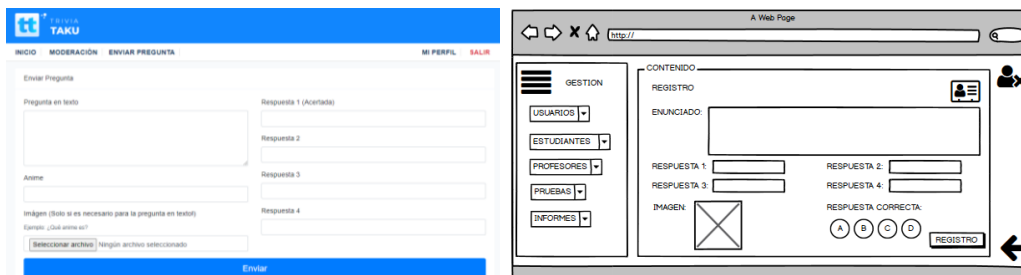 tt TRIVIA
TAKU
INICIO MODERACIÓN ENVIAR PREGUNTA MI PERFIL SALIR
Enviar Pregunta
Pregunta en texto
Anime
Imágen (Solo si es necesario para la pregunta en texto!)
Ejemplo: ¿Qué anime es?
Seleccionar archivo Ningún archivo seleccionado
Respuesta 1 (Acertada)
Respuesta 2
Respuesta 3
Respuesta 4
Enviar
A Web Page
http://
GESTION
USUARIOS
ESTUDIANTES
PROFESORES
PRUEBAS
INFORMES
CONTENIDO
REGISTRO
ENUNCIADO:
RESPUESTA 1: RESPUESTA 2:
RESPUESTA 3: RESPUESTA 4:
IMAGEN: RESPUESTA CORRECTA:
A B C D
REGISTRO